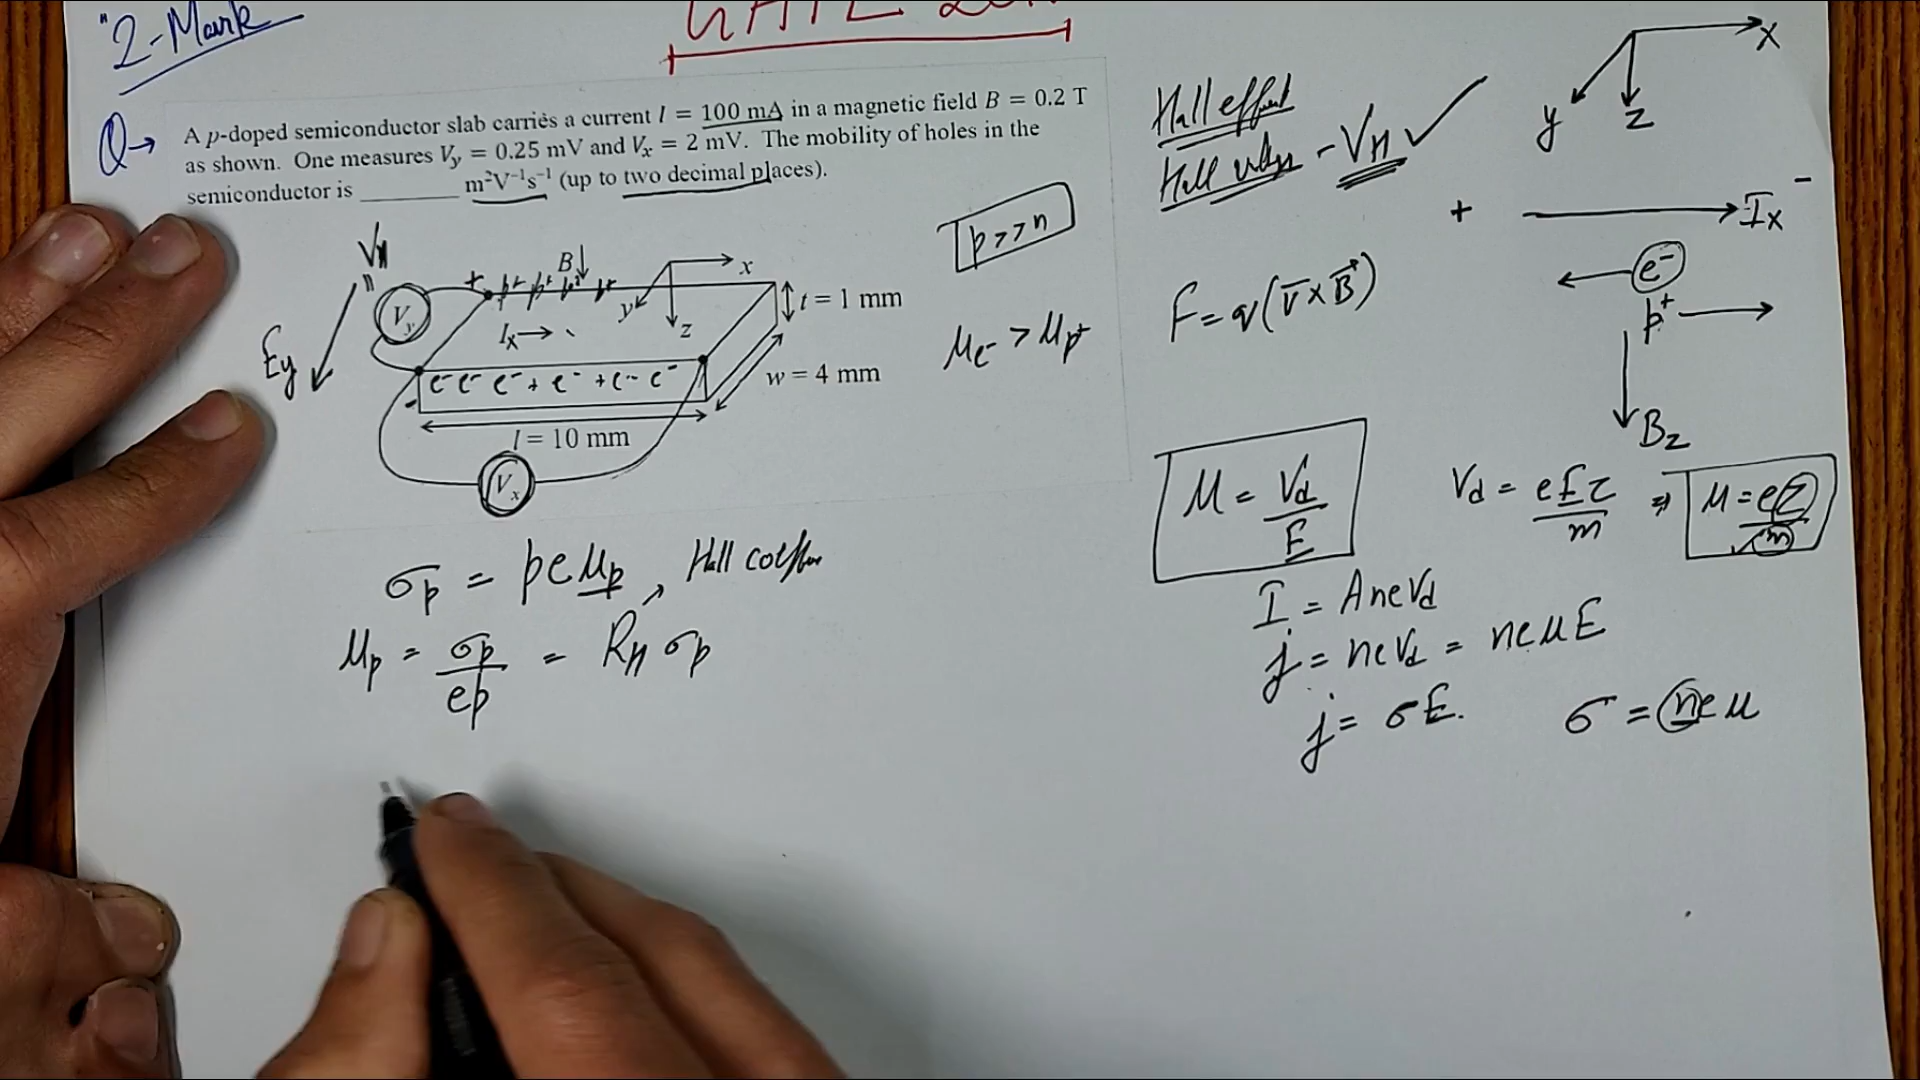 "2-Mark
Q→ A p-doped semiconductor slab carries a current I = 100 mA in a magnetic field B = 0.2 T
as shown. One measures Vy = 0.25 mV and Vx = 2 mV. The mobility of holes in the
semiconductor is ________ m²V⁻¹s⁻¹ (up to two decimal places).
VH
"
Vy
Ey
+ p+ p+ p+ p+
B↓
x
y
z
Ix →
t = 1 mm
w = 4 mm
e- e- e- + e- + e- e-
-
l = 10 mm
Vx
p>>n
μe- > μp+
σp = peμp, Hall
μp = σp/ep = RH σp
Hall effect
Hall - VH ✓
x
y
z
+ → Ix -
F = q(V̄ × B⃗)
← e-
p+ →
Bz
μ = Vd/E
Vd = eEτ/m ⇒ μ = eτ/m
I = AneVd
j = neVd = neμE
j = σE. σ = neμ